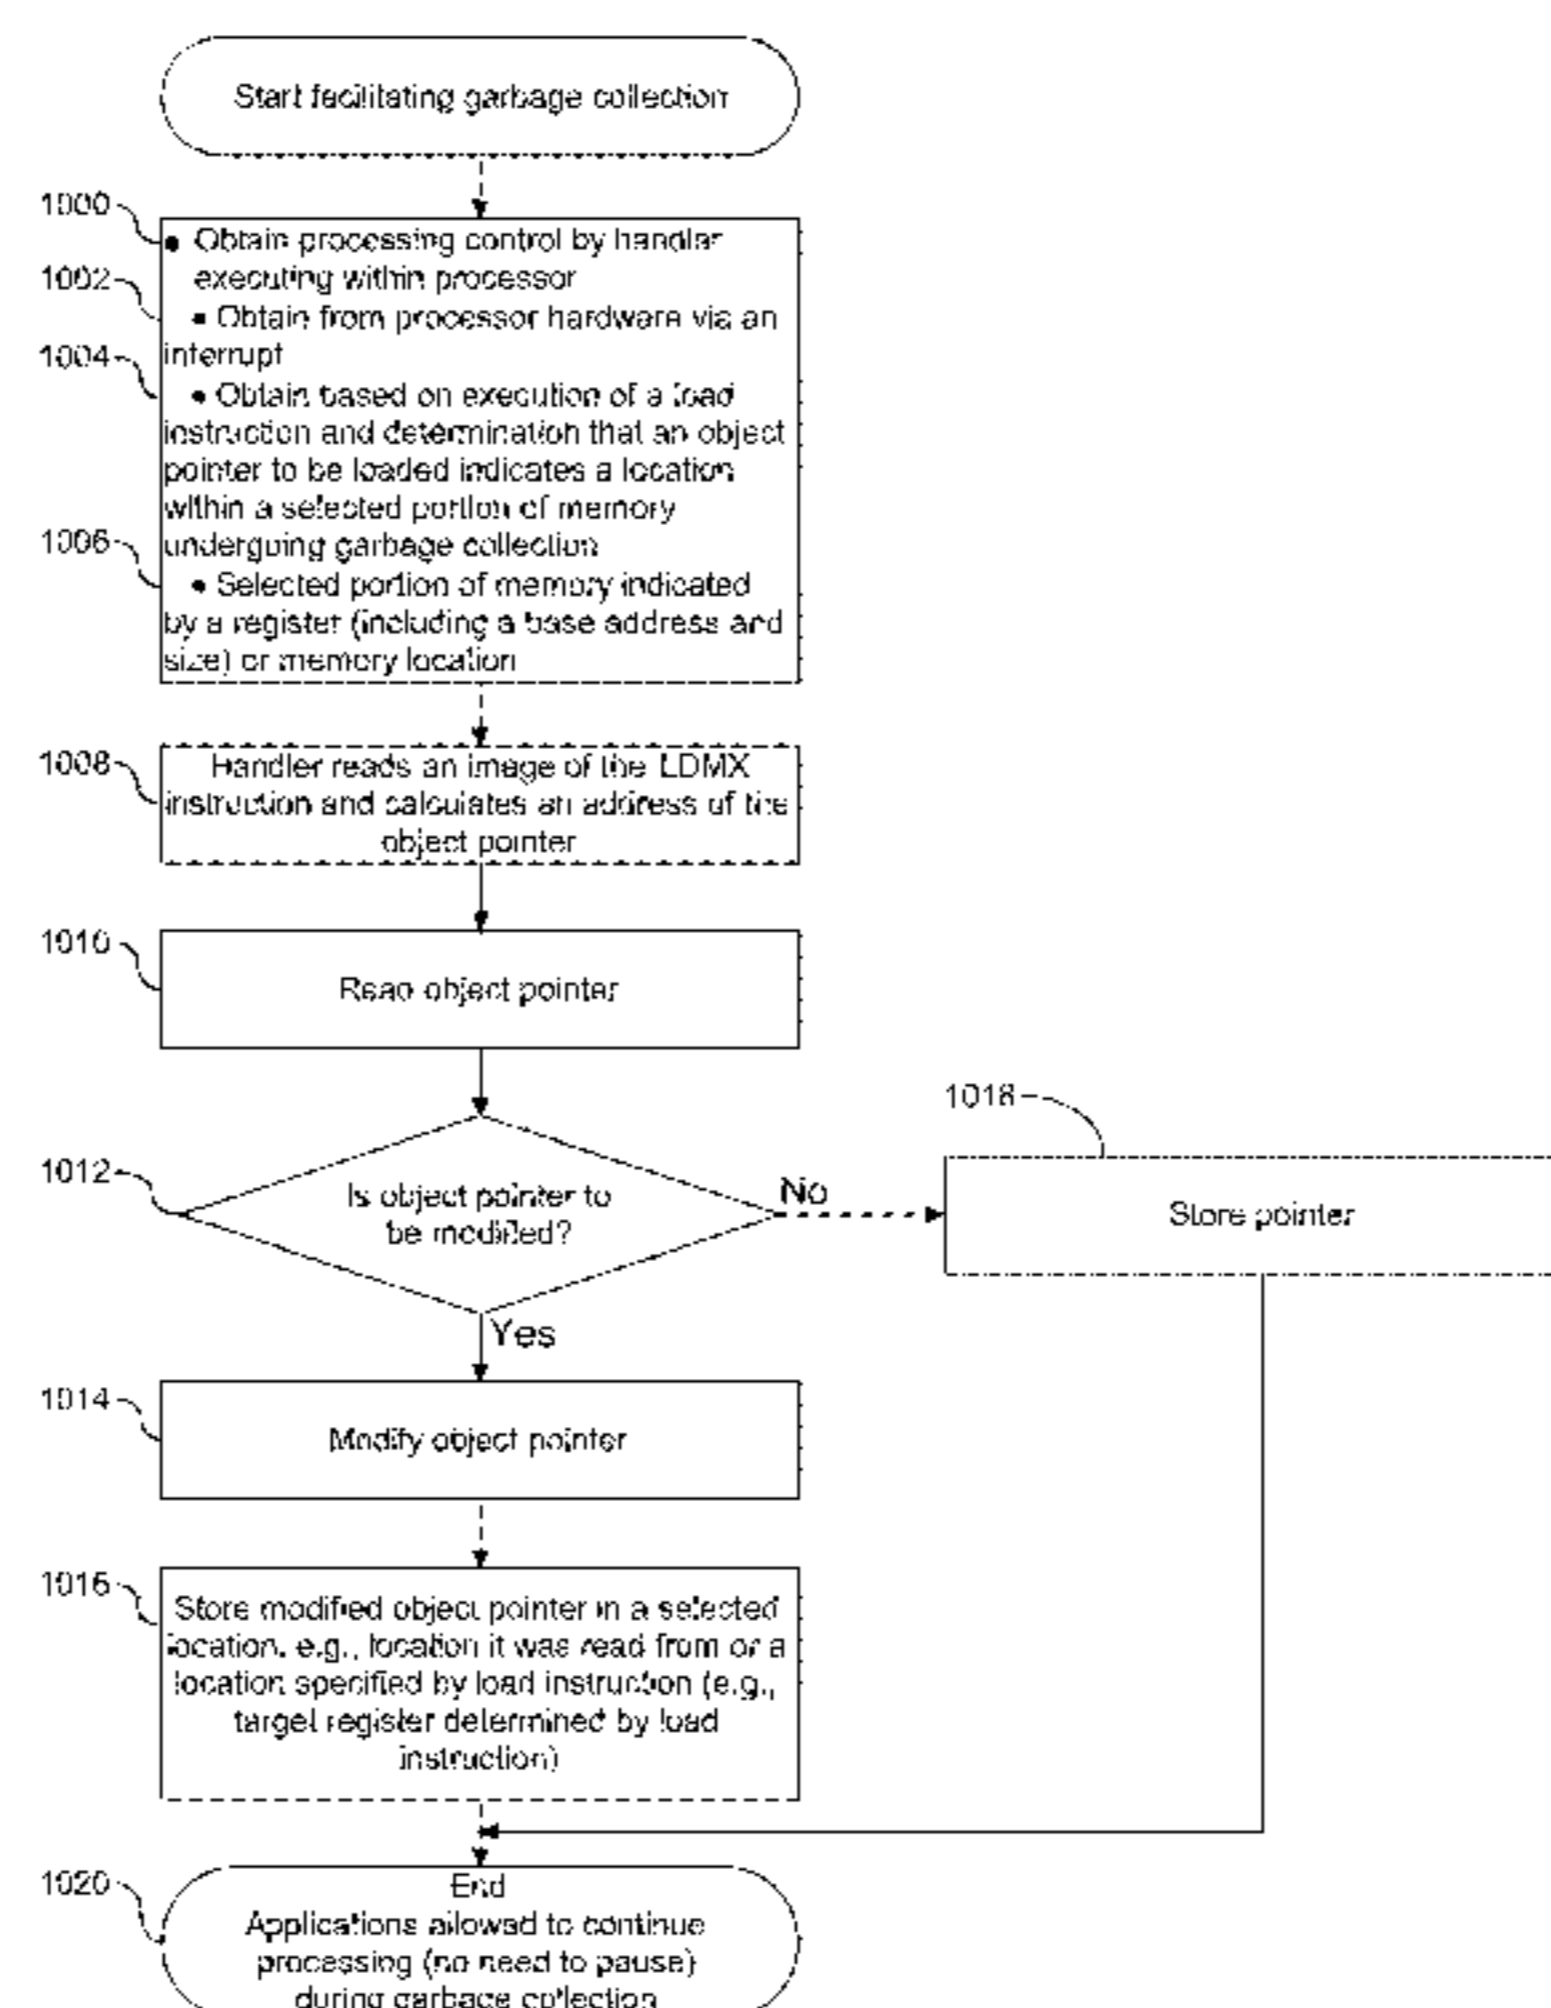 Start facilitating garbage collection
1000
• Obtain processing control by handler
executing within processor
1002
• Obtain from processor hardware via an
interrupt
1004
• Obtain based on execution of a load
instruction and determination that an object
pointer to be loaded indicates a location
within a selected portion of memory
undergoing garbage collection
1006
• Selected portion of memory indicated
by a register (including a base address and
size) or memory location
1008
Handler reads an image of the LDMX
instruction and calculates an address of the
object pointer
1010
Read object pointer
1012
Is object pointer to
be modified?
No
1018
Store pointer
Yes
1014
Modify object pointer
1016
Store modified object pointer in a selected
location, e.g., location it was read from or a
location specified by load instruction (e.g.,
target register determined by load
instruction)
1020
End
Applications allowed to continue
processing (no need to pause)
during garbage collection